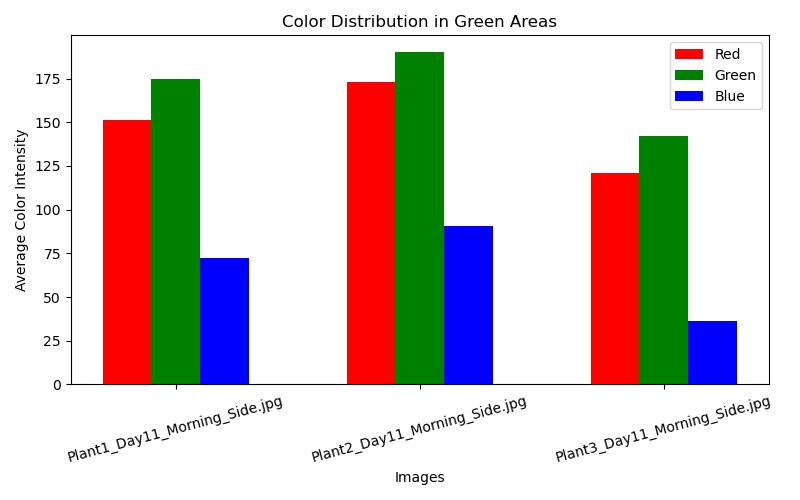 Color Distribution in Green Areas
Red
Green
Blue
Average Color Intensity
175
150
125
100
75
50
25
0
Plant1_Day11_Morning_Side.jpg
Plant2_Day11_Morning_Side.jpg
Plant3_Day11_Morning_Side.jpg
Images